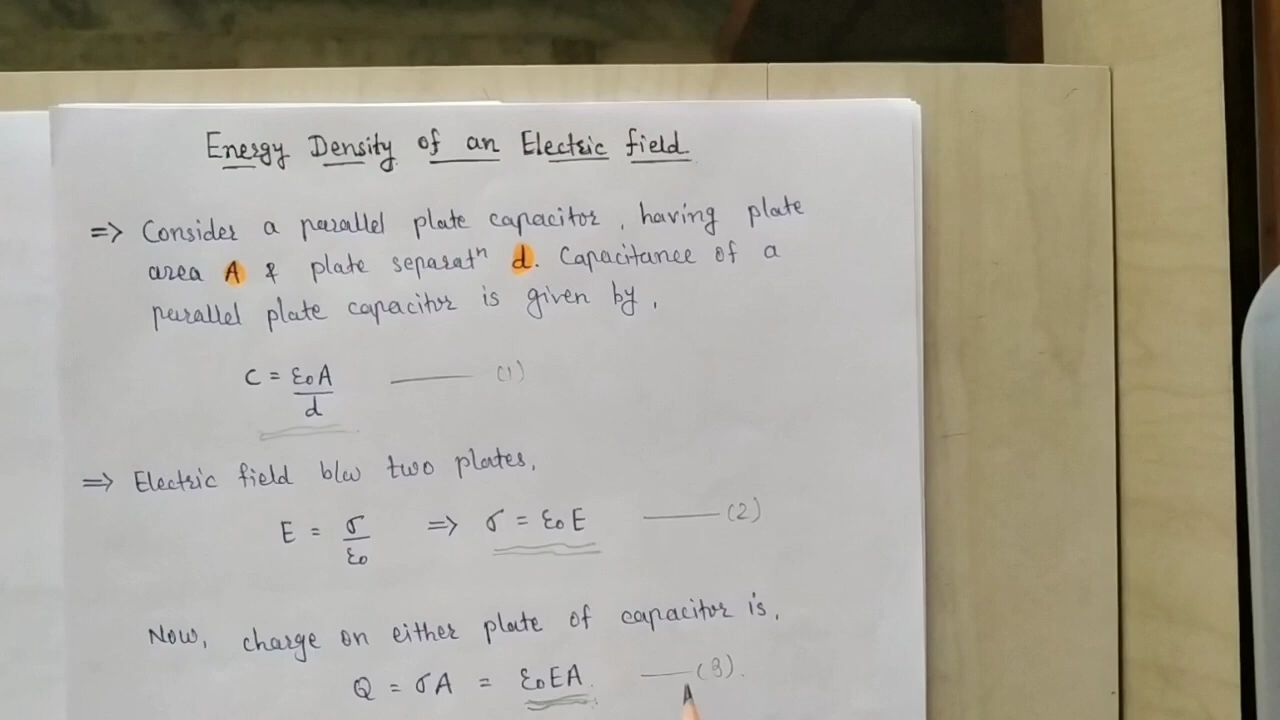 Energy Density of an Electric field
=> Consider a parallel plate capacitor, having plate
area A & plate separatⁿ d. Capacitance of a
parallel plate capacitor is given by,
C = ε₀A / d ——— (1)
=> Electric field b/w two plates,
E = σ / ε₀ => σ = ε₀E ——— (2)
Now, charge on either plate of capacitor is,
Q = σA = ε₀EA ——— (3).